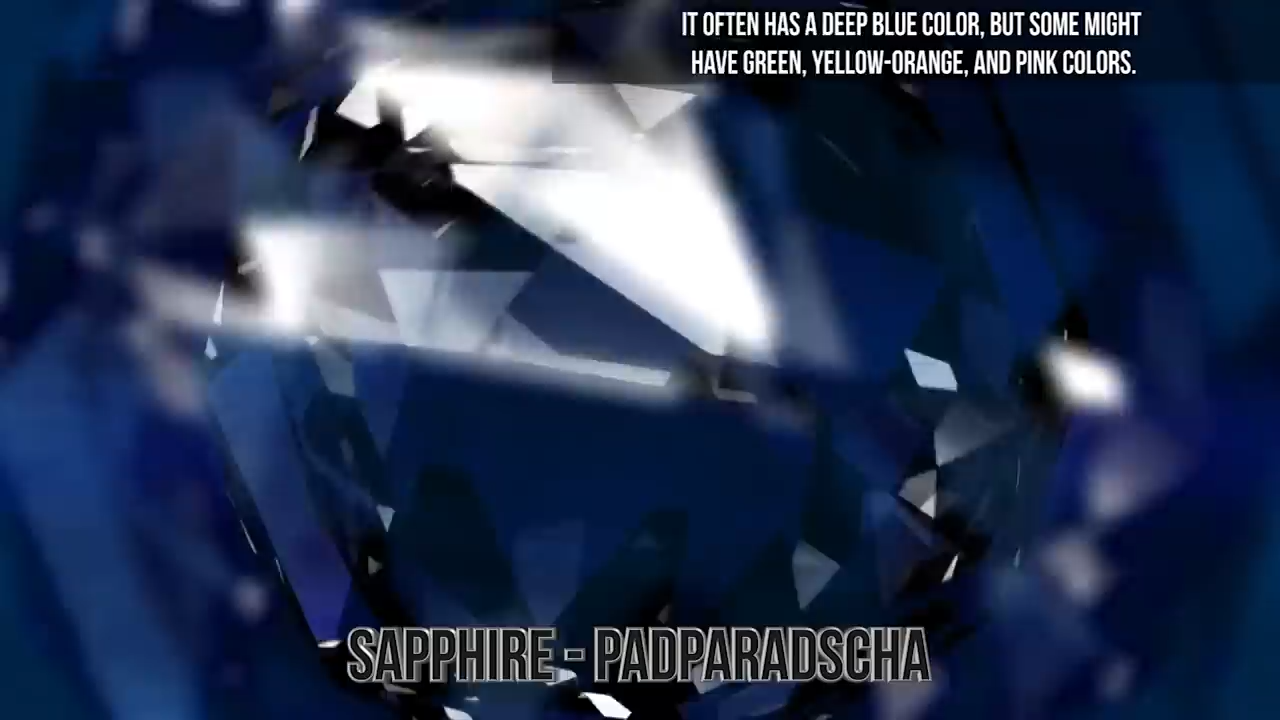 IT OFTEN HAS A DEEP BLUE COLOR, BUT SOME MIGHT
HAVE GREEN, YELLOW-ORANGE, AND PINK COLORS.
SAPPHIRE - PADPARADSCHA